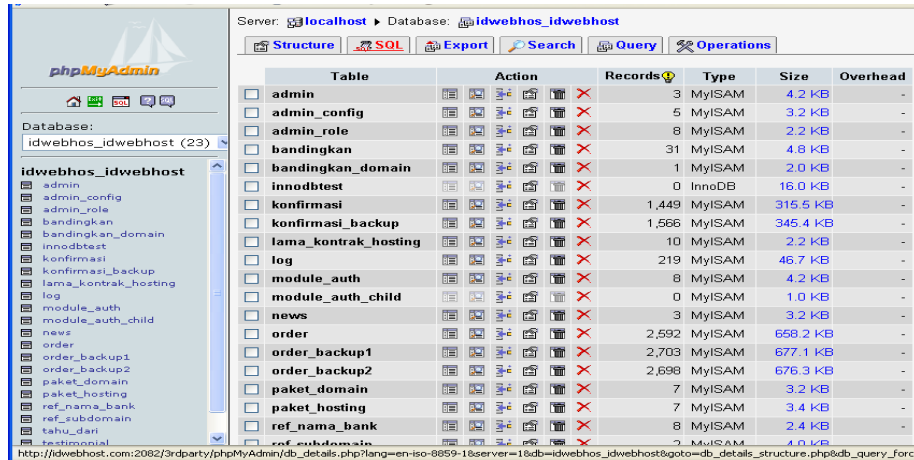 Server: localhost ▸ Database: idwebhos_idwebhost
Structure SQL Export Search Query Operations
phpMyAdmin
Database:
idwebhos_idwebhost (23)
idwebhos_idwebhost
admin
admin_config
admin_role
bandingkan
bandingkan_domain
innodbtest
konfirmasi
konfirmasi_backup
lama_kontrak_hosting
log
module_auth
module_auth_child
news
order
order_backup1
order_backup2
paket_domain
paket_hosting
ref_nama_bank
ref_subdomain
tahu_dari
testimonial
Table Action Records Type Size Overhead
admin 3 MyISAM 4.2 KB -
admin_config 5 MyISAM 3.2 KB -
admin_role 8 MyISAM 2.2 KB -
bandingkan 31 MyISAM 4.8 KB -
bandingkan_domain 1 MyISAM 2.0 KB -
innodbtest 0 InnoDB 16.0 KB -
konfirmasi 1,449 MyISAM 315.5 KB -
konfirmasi_backup 1,566 MyISAM 345.4 KB -
lama_kontrak_hosting 10 MyISAM 2.2 KB -
log 219 MyISAM 46.7 KB -
module_auth 8 MyISAM 4.2 KB -
module_auth_child 0 MyISAM 1.0 KB -
news 3 MyISAM 3.2 KB -
order 2,592 MyISAM 658.2 KB -
order_backup1 2,703 MyISAM 677.1 KB -
order_backup2 2,698 MyISAM 676.3 KB -
paket_domain 7 MyISAM 3.2 KB -
paket_hosting 7 MyISAM 3.4 KB -
ref_nama_bank 8 MyISAM 2.4 KB -
ref_subdomain 2 MyISAM 4.0 KB -
http://idwebhost.com:2082/3rdparty/phpMyAdmin/db_details.php?lang=en-iso-8859-1&server=1&db=idwebhos_idwebhost&goto=db_details_structure.php&db_query_forc